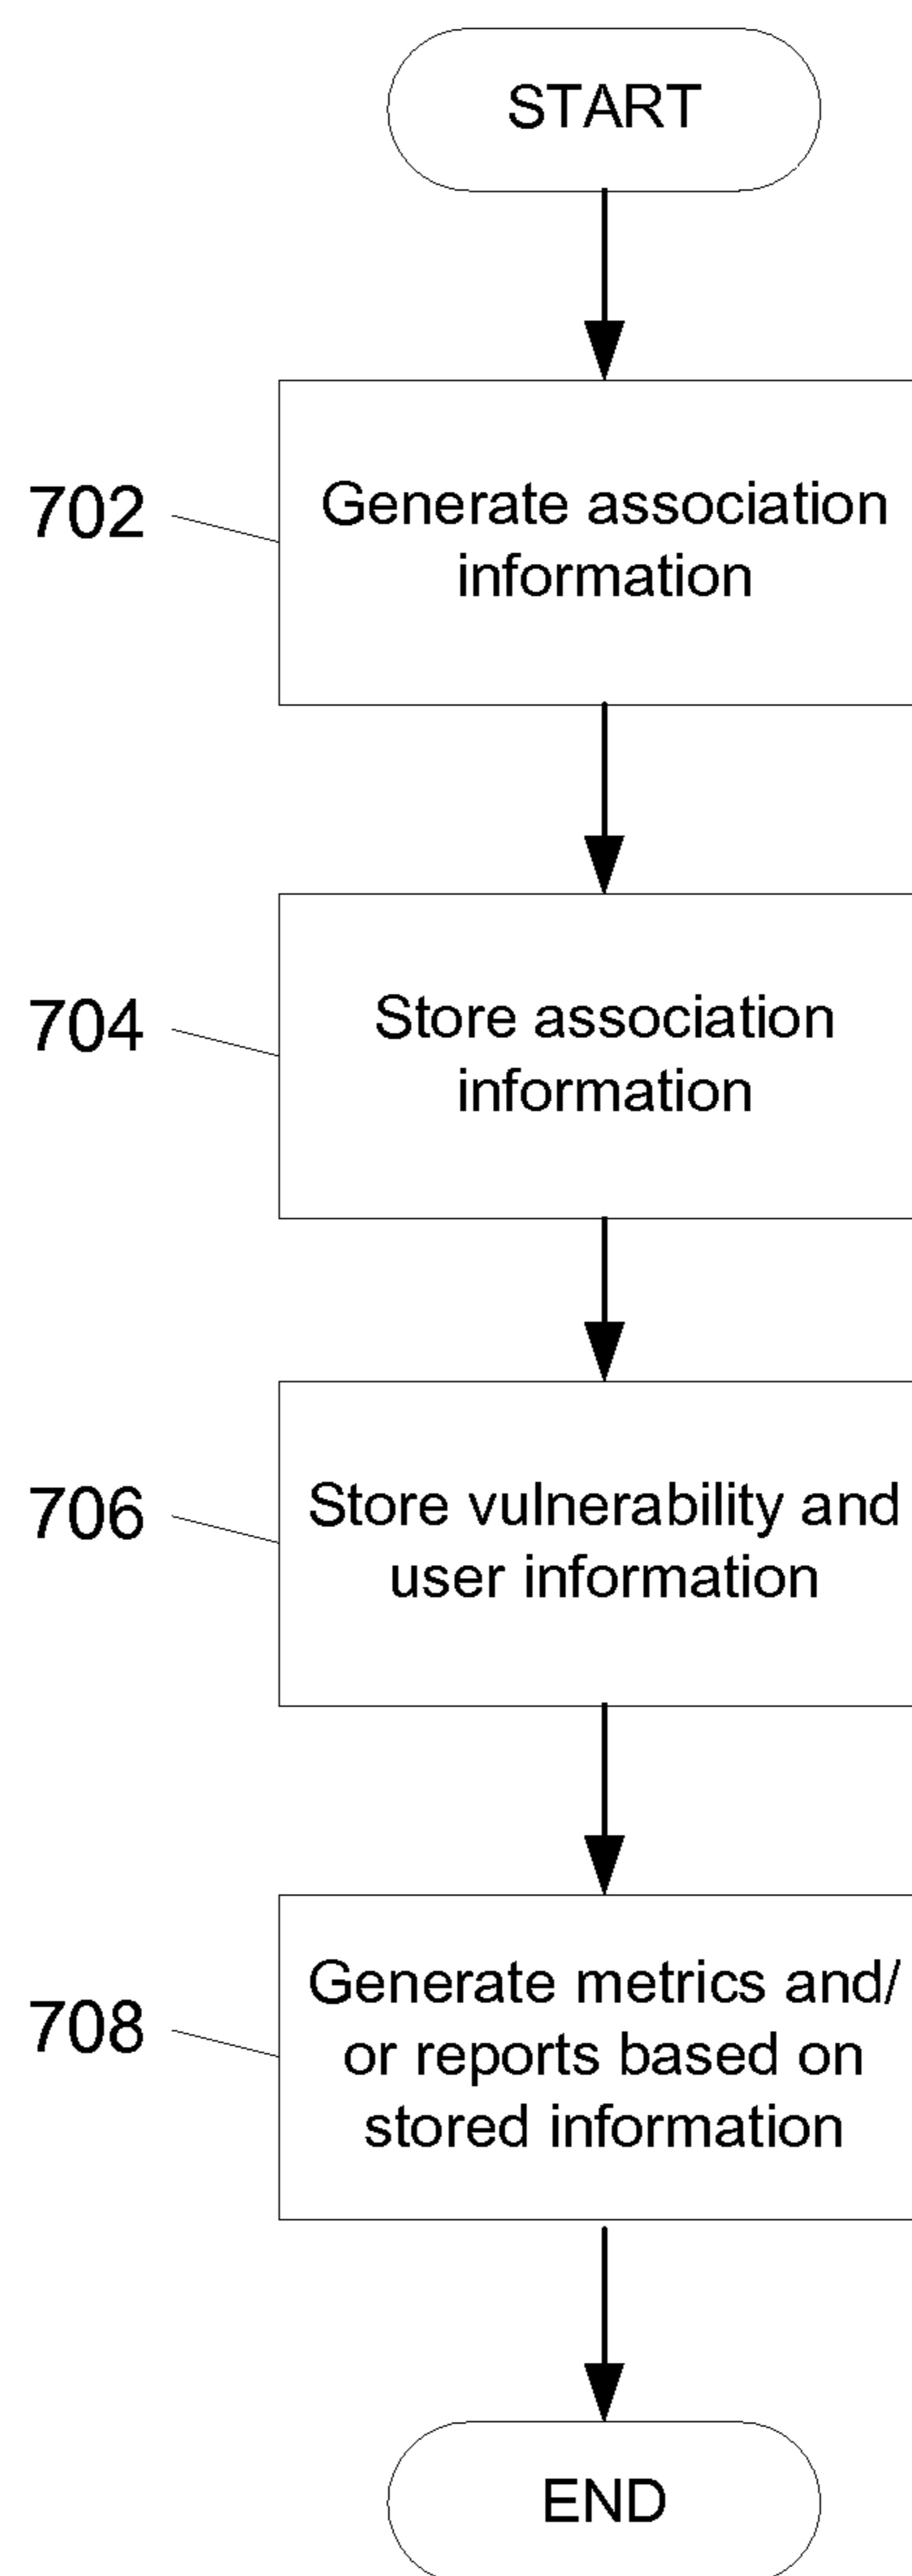 START
702
Generate association
information
704
Store association
information
706
Store vulnerability and
user information
708
Generate metrics and/
or reports based on
stored information
END